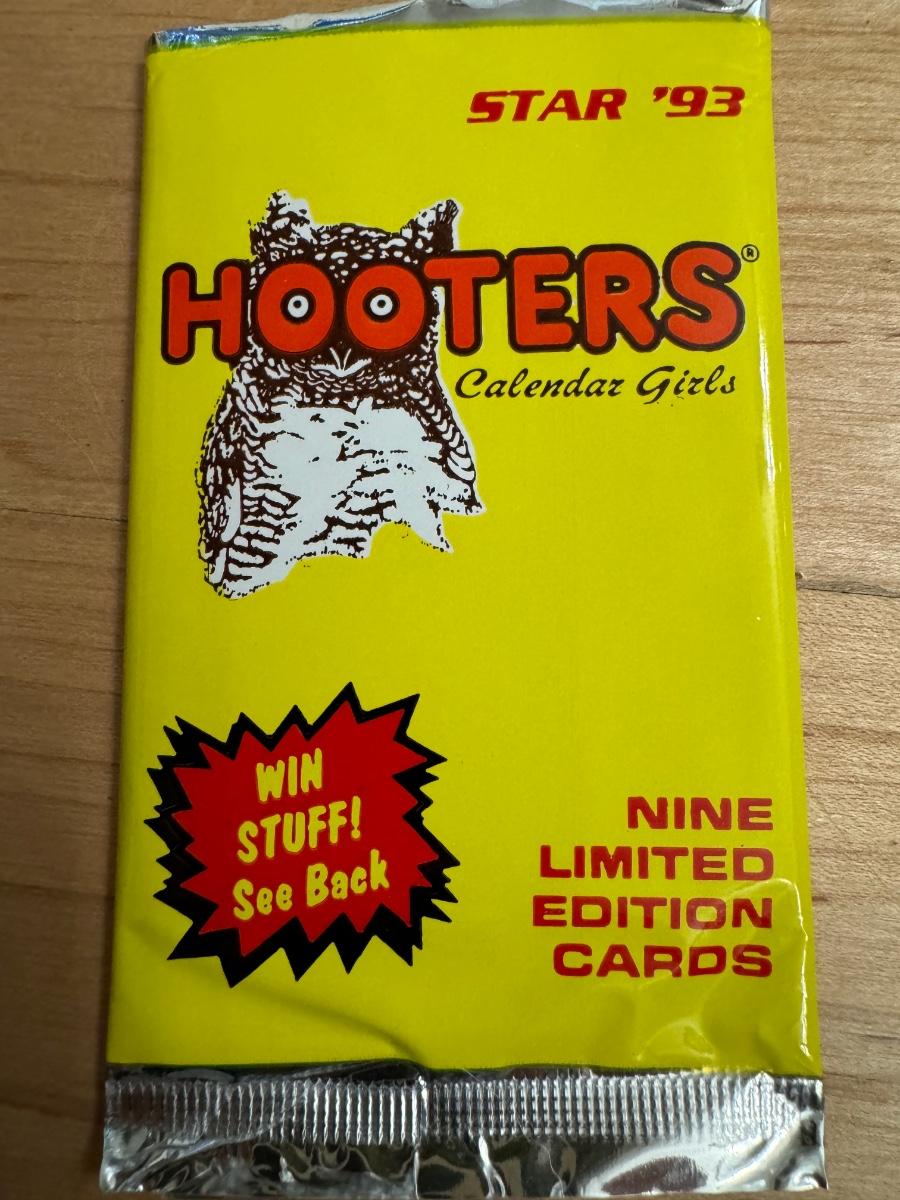 STAR '93
HOOTERS®
Calendar Girls
WIN
STUFF!
See Back
NINE
LIMITED
EDITION
CARDS